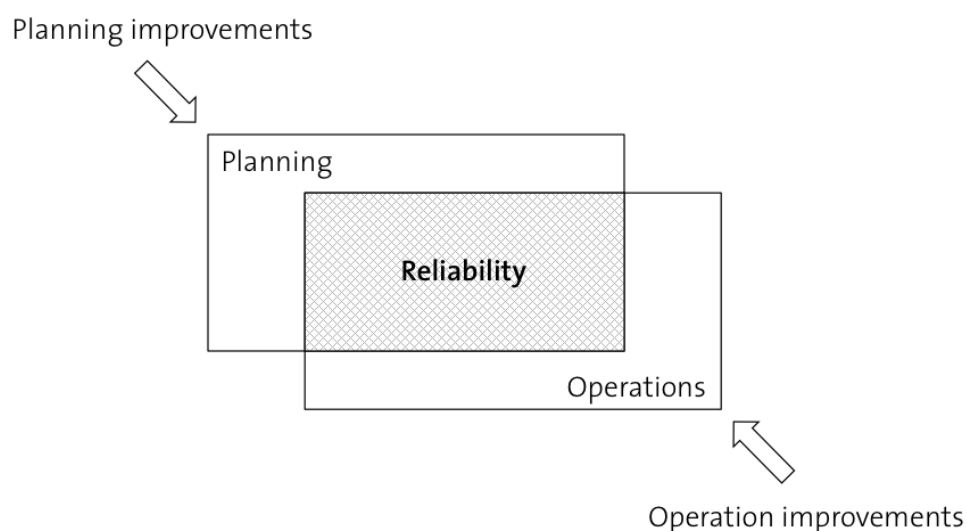 Planning improvements
Planning
Reliability
Operations
Operation improvements